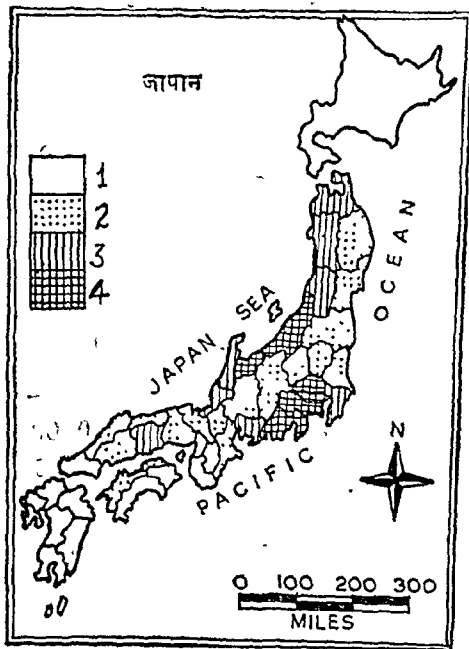 जापान
1
2
3
4
JAPAN SEA
OCEAN
PACIFIC
N
0 100 200 300
MILES